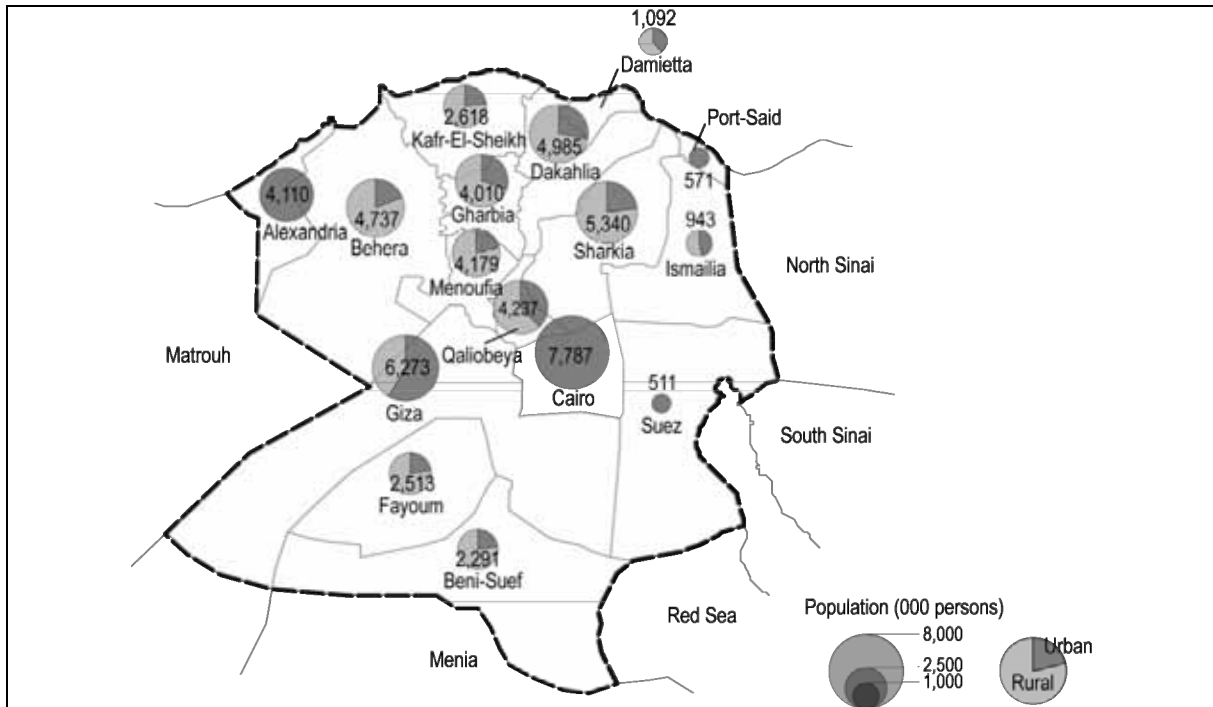 1,092
Damietta
Port-Said
571
2,618
Kafr-El-Sheikh
4,985
Dakahlia
4,110
Alexandria
4,737
Behera
4,010
Gharbia
5,340
Sharkia
943
Ismailia
4,179
Menoufia
4,237
Qaliobeya
North Sinai
Matrouh
6,273
Giza
7,787
Cairo
511
Suez
South Sinai
2,513
Fayoum
2,291
Beni-Suef
Red Sea
Menia
Population (000 persons)
8,000
2,500
1,000
Urban
Rural